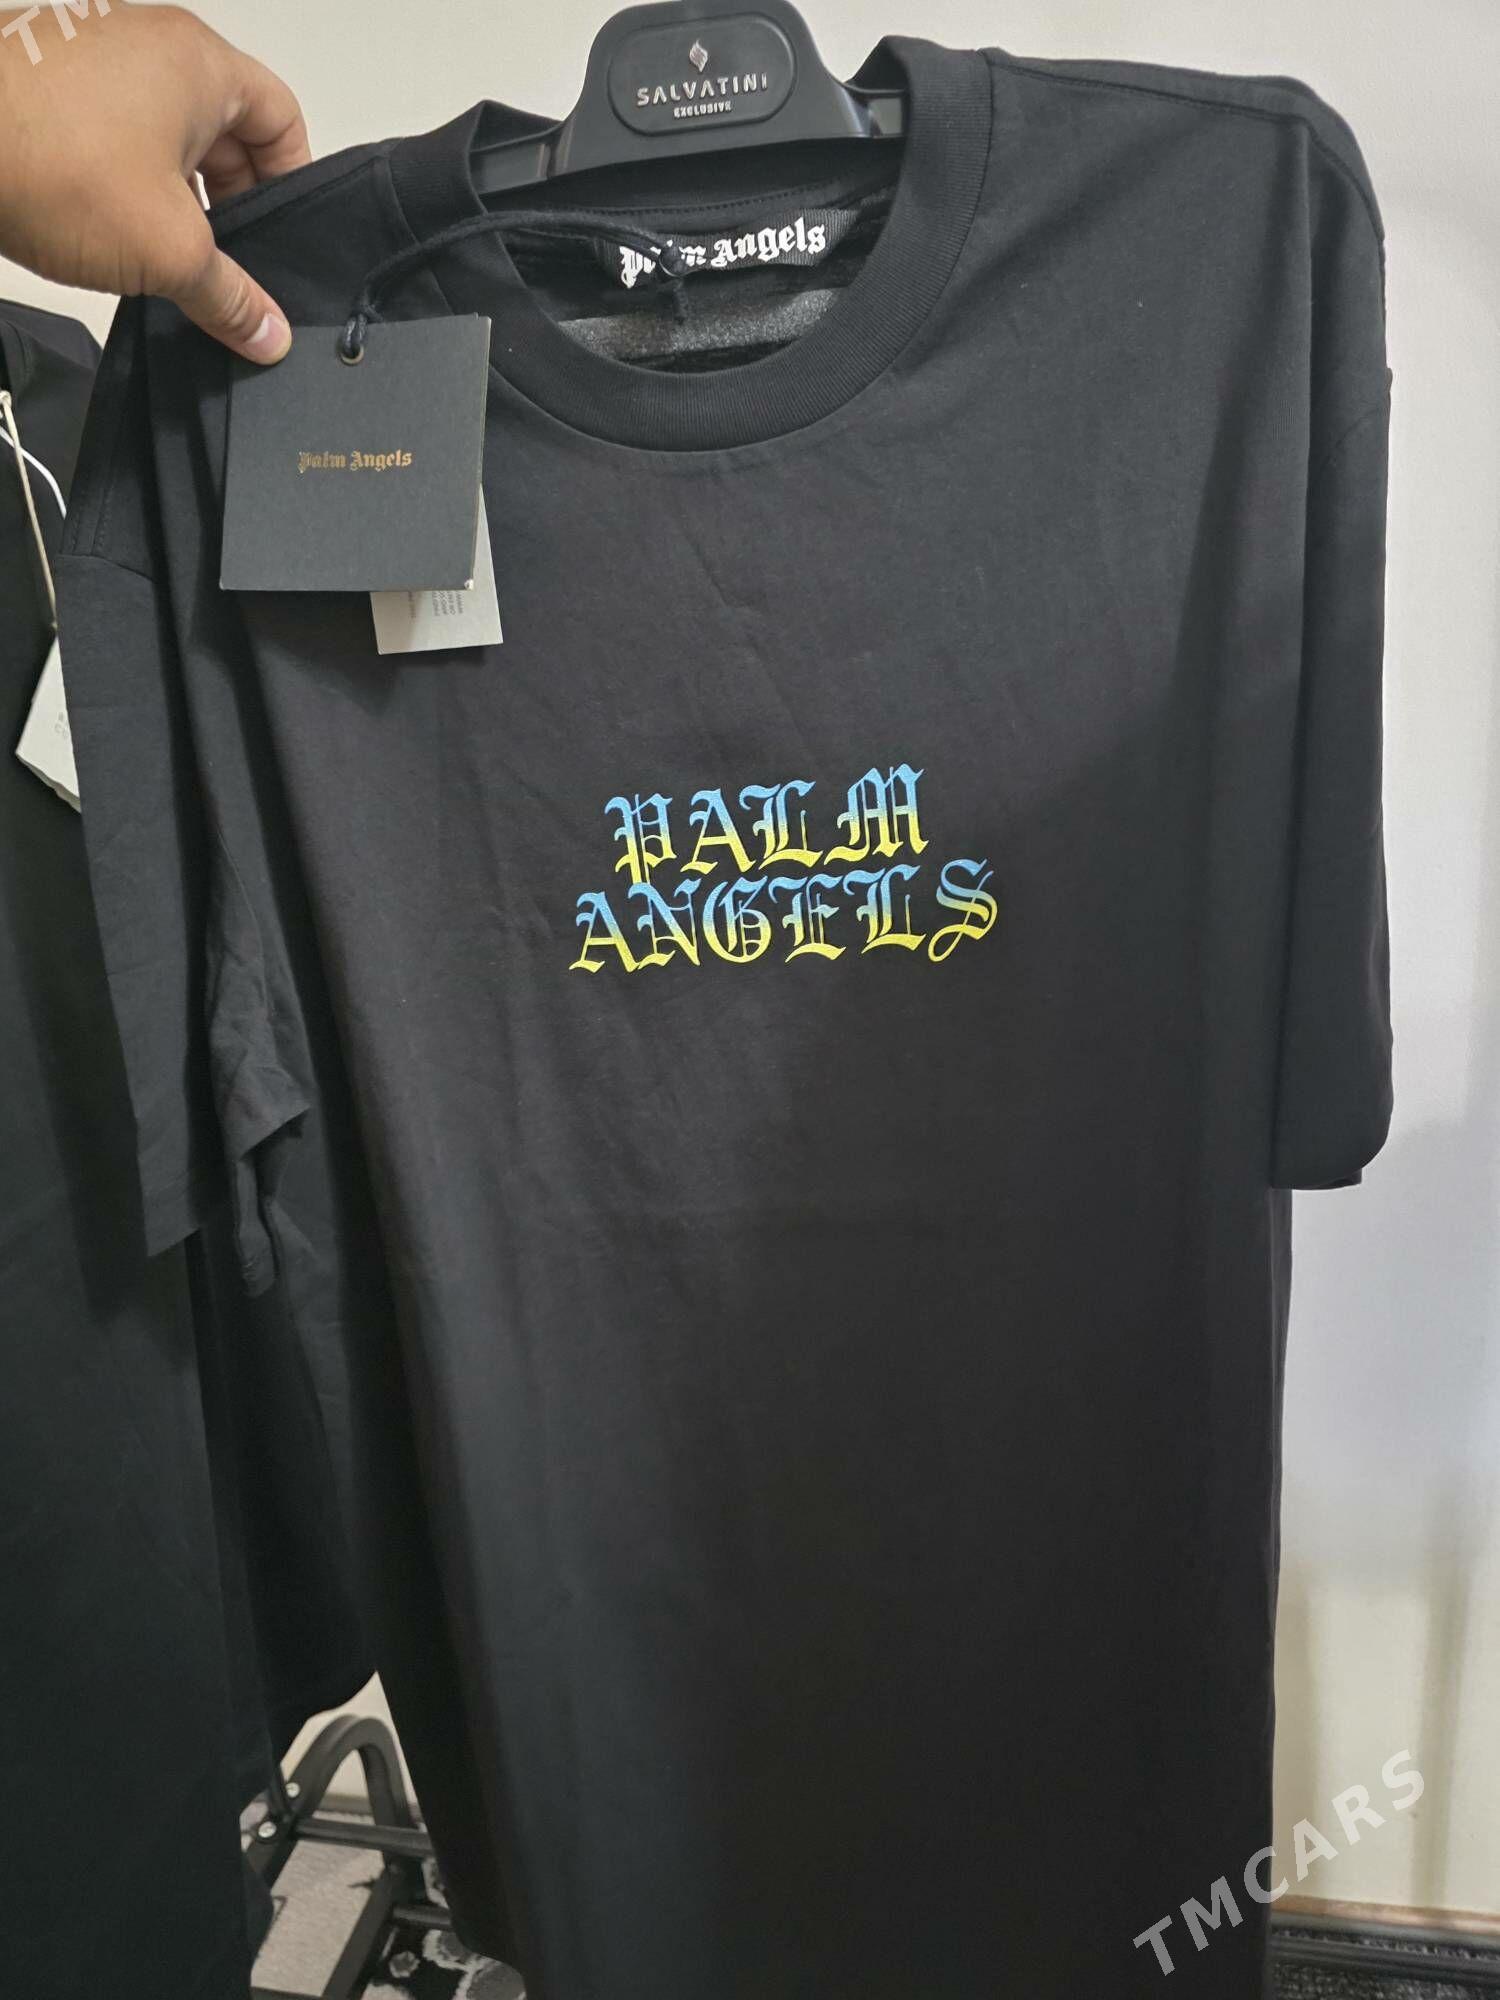 TM
SALVATINI
EXCLUSIVE
Palm Angels
Palm Angels
PALM
ANGELS
TMCARS